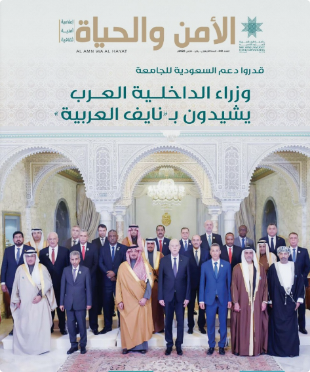 الأمن والحياة
AL AMN WA AL HAYAT
قدروا دعم السعودية للجامعة
وزراء الداخلية العرب
يشيدون بـ«نايف العربية»